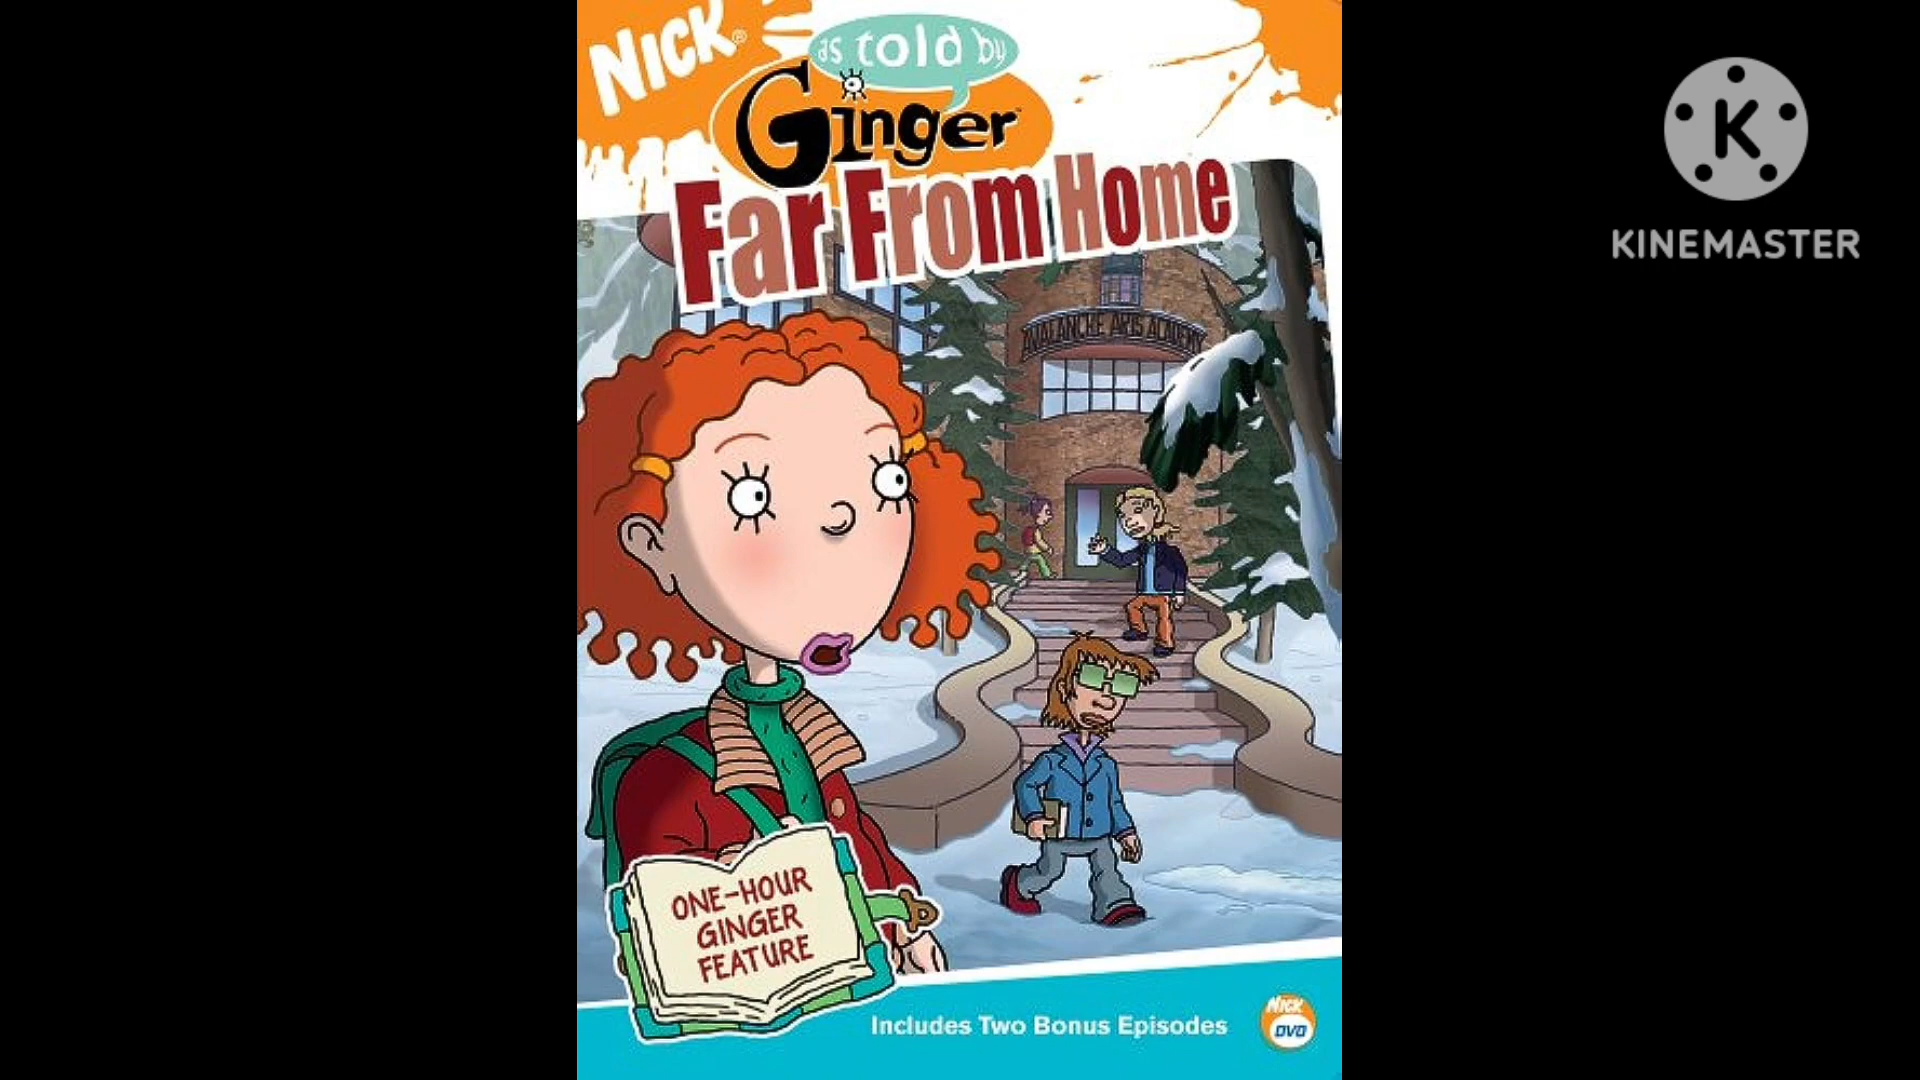 NICK®
as told by
Ginger
Far From Home
AVALANCHE ARTS ACADEMY
ONE-HOUR
GINGER
FEATURE
Includes Two Bonus Episodes
NICK
DVD
K
KINEMASTER